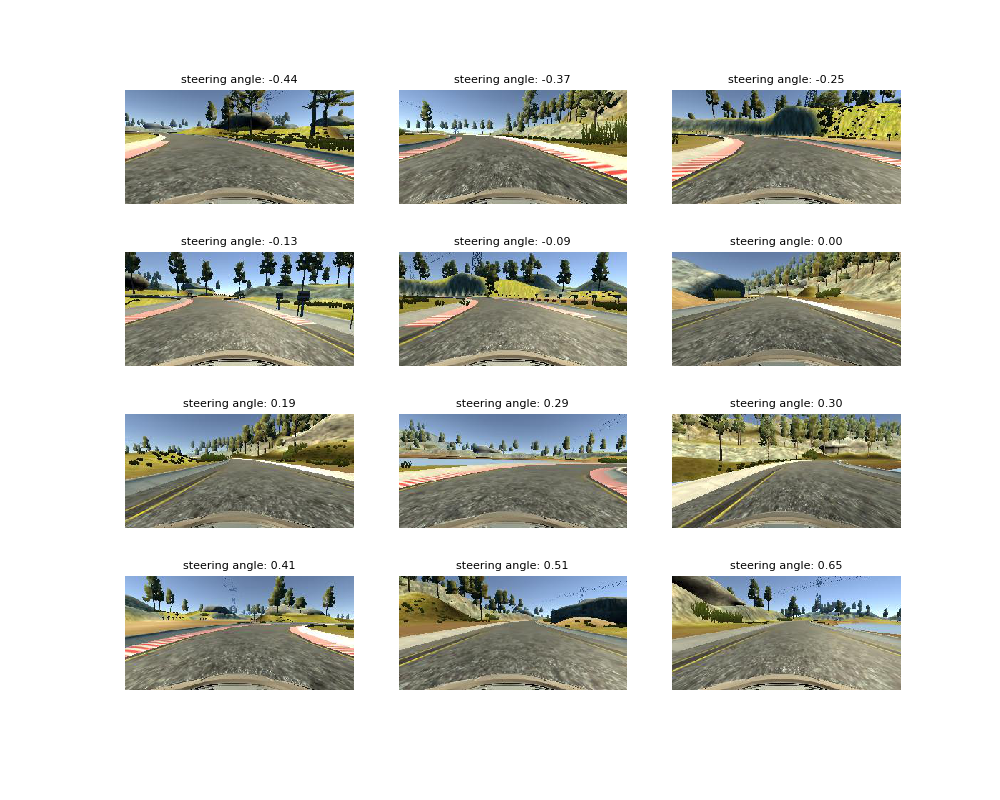 steering angle: -0.44
steering angle: -0.37
steering angle: -0.25
steering angle: -0.13
steering angle: -0.09
steering angle: 0.00
steering angle: 0.19
steering angle: 0.29
steering angle: 0.30
steering angle: 0.41
steering angle: 0.51
steering angle: 0.65